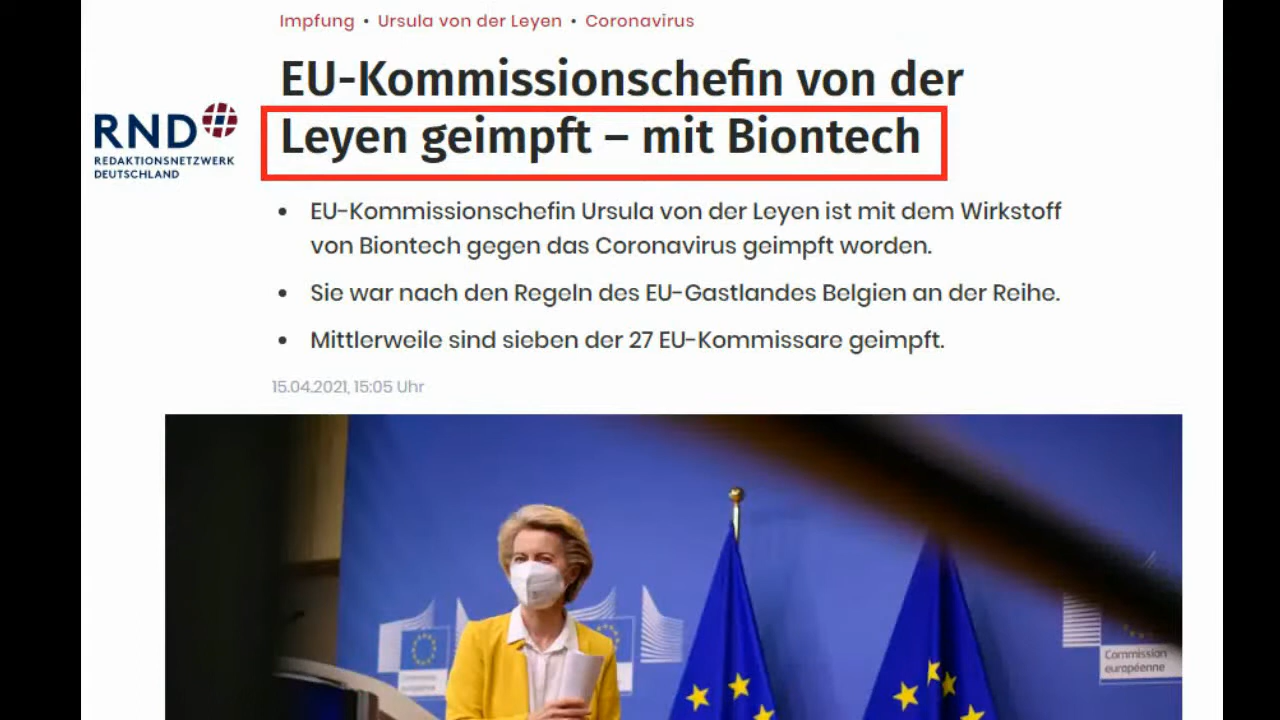 Impfung • Ursula von der Leyen • Coronavirus
EU-Kommissionschefin von der
Leyen geimpft – mit Biontech
RND
REDAKTIONSNETZWERK
DEUTSCHLAND
• EU-Kommissionschefin Ursula von der Leyen ist mit dem Wirkstoff
von Biontech gegen das Coronavirus geimpft worden.
• Sie war nach den Regeln des EU-Gastlandes Belgien an der Reihe.
• Mittlerweile sind sieben der 27 EU-Kommissare geimpft.
15.04.2021, 15:05 Uhr
Commission
européenne